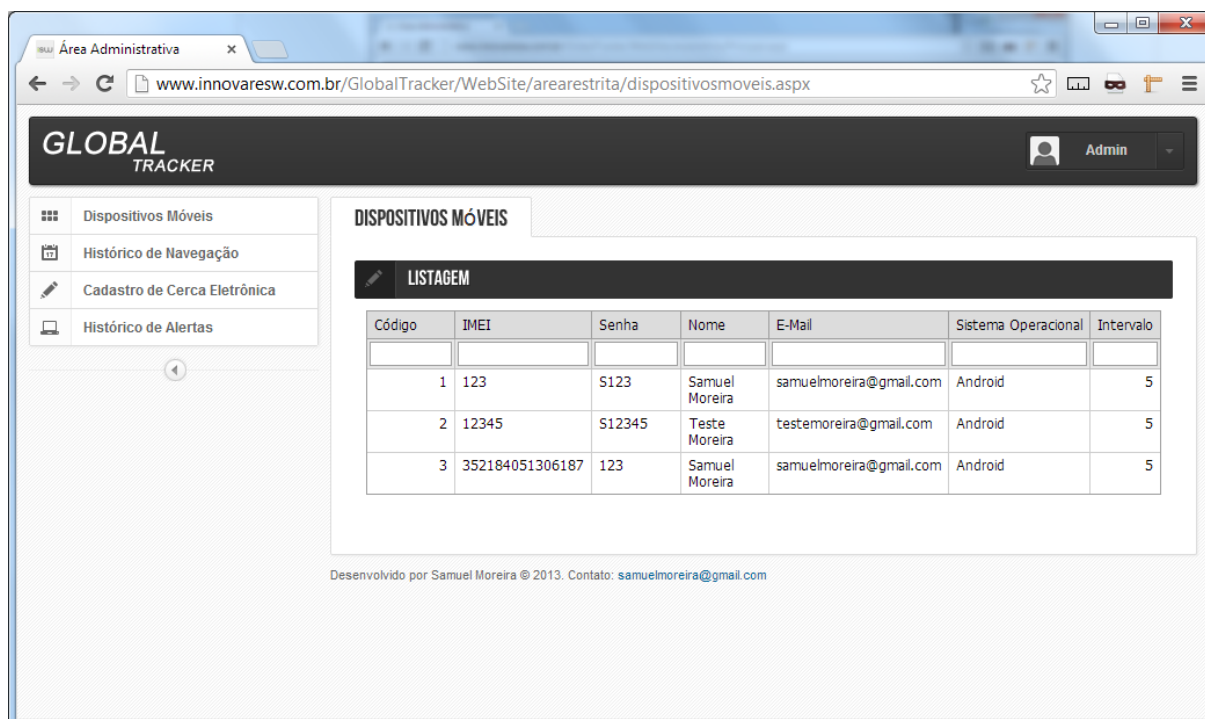 Área Administrativa
www.innovaresw.com.br/GlobalTracker/WebSite/arearestrita/dispositivosmoveis.aspx
GLOBAL
TRACKER
Admin
Dispositivos Móveis
Histórico de Navegação
Cadastro de Cerca Eletrônica
Histórico de Alertas
DISPOSITIVOS MÓVEIS
LISTAGEM
Código IMEI Senha Nome E-Mail Sistema Operacional Intervalo
1 123 S123 Samuel samuelmoreira@gmail.com Android 5
Moreira
2 12345 S12345 Teste testemoreira@gmail.com Android 5
Moreira
3 352184051306187 123 Samuel samuelmoreira@gmail.com Android 5
Moreira
Desenvolvido por Samuel Moreira © 2013. Contato: samuelmoreira@gmail.com